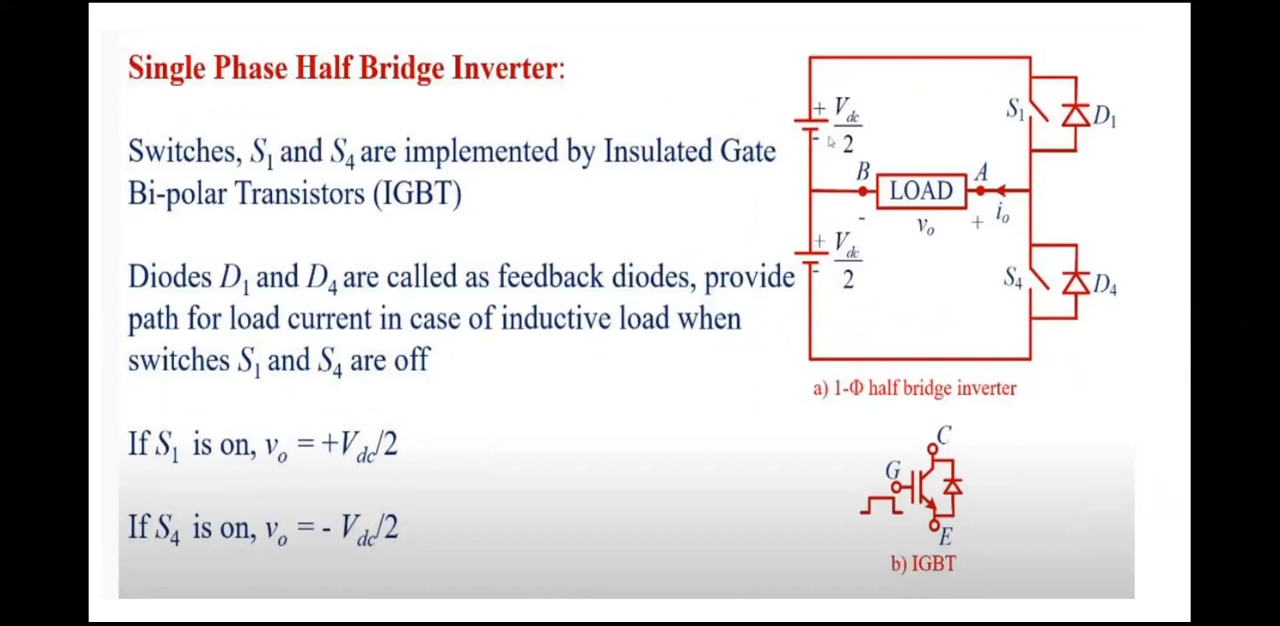 Single Phase Half Bridge Inverter:
Switches, S1 and S4 are implemented by Insulated Gate
Bi-polar Transistors (IGBT)
Diodes D1 and D4 are called as feedback diodes, provide
path for load current in case of inductive load when
switches S1 and S4 are off
If S1 is on, vo = +Vdc/2
If S4 is on, vo = - Vdc/2
+ Vdc
- 2
S1
D1
B
LOAD
A
- vo + io
+ Vdc
- 2
S4
D4
a) 1-Φ half bridge inverter
C
G
E
b) IGBT